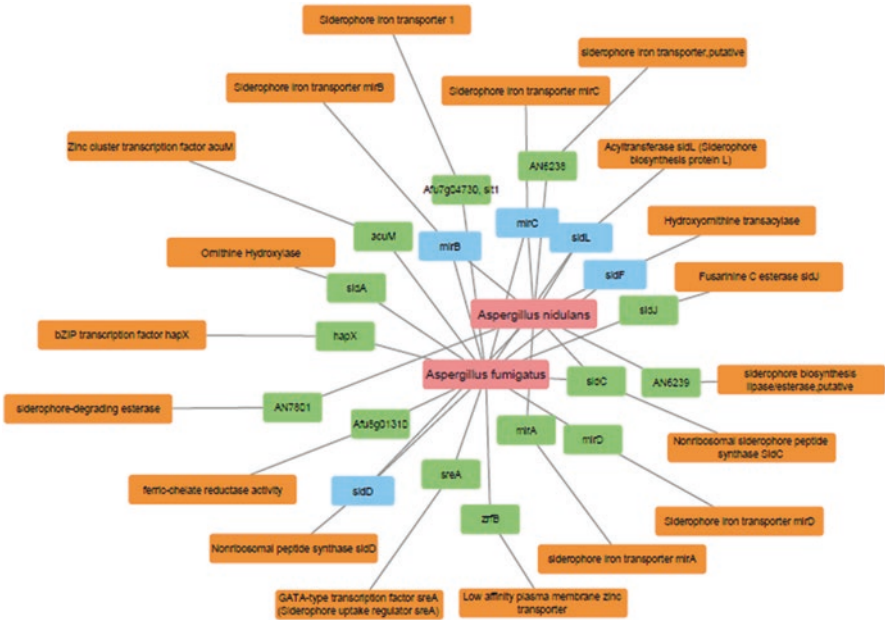 Siderophore iron transporter 1
siderophore iron transporter,putative
Siderophore iron transporter mirB
Siderophore iron transporter mirC
Zinc cluster transcription factor acuM
Acyltransferase sidL (Siderophore
biosynthesis protein L)
AN6238
Afu7g04730, sit1
Hydroxyornithine transacylase
mirC
acuM
mirB
sidL
Ornithine Hydroxylase
sidF
Fusarinine C esterase sidJ
sidA
Aspergillus nidulans
sidJ
bZIP transcription factor hapX
hapX
Aspergillus fumigatus
sidC
AN6239
siderophore biosynthesis
lipase/esterase,putative
siderophore-degrading esterase
AN7801
Afu5g01310
mirA
mirD
Nonribosomal siderophore peptide
synthase SidC
ferric-chelate reductase activity
sidD
sreA
zrfB
Siderophore iron transporter mirD
Nonribosomal peptide synthase sidD
siderophore iron transporter mirA
GATA-type transcription factor sreA
(Siderophore uptake regulator sreA)
Low affinity plasma membrane zinc
transporter